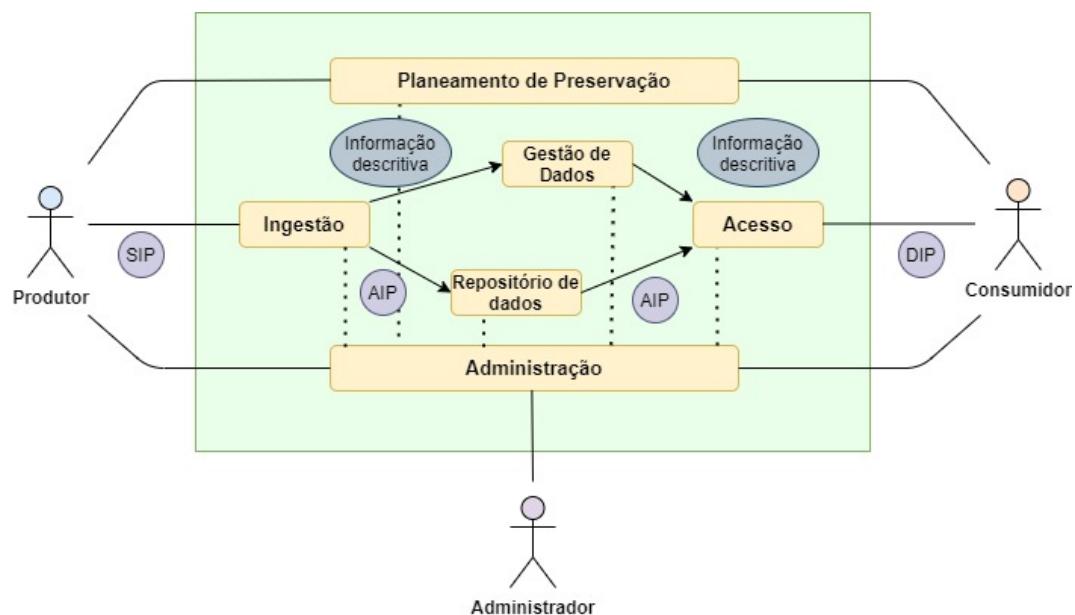 Planeamento de Preservação
Informação
descritiva
Gestão de
Dados
Informação
descritiva
Ingestão
Acesso
SIP
DIP
Produtor
AIP
Repositório de
dados
AIP
Consumidor
Administração
Administrador